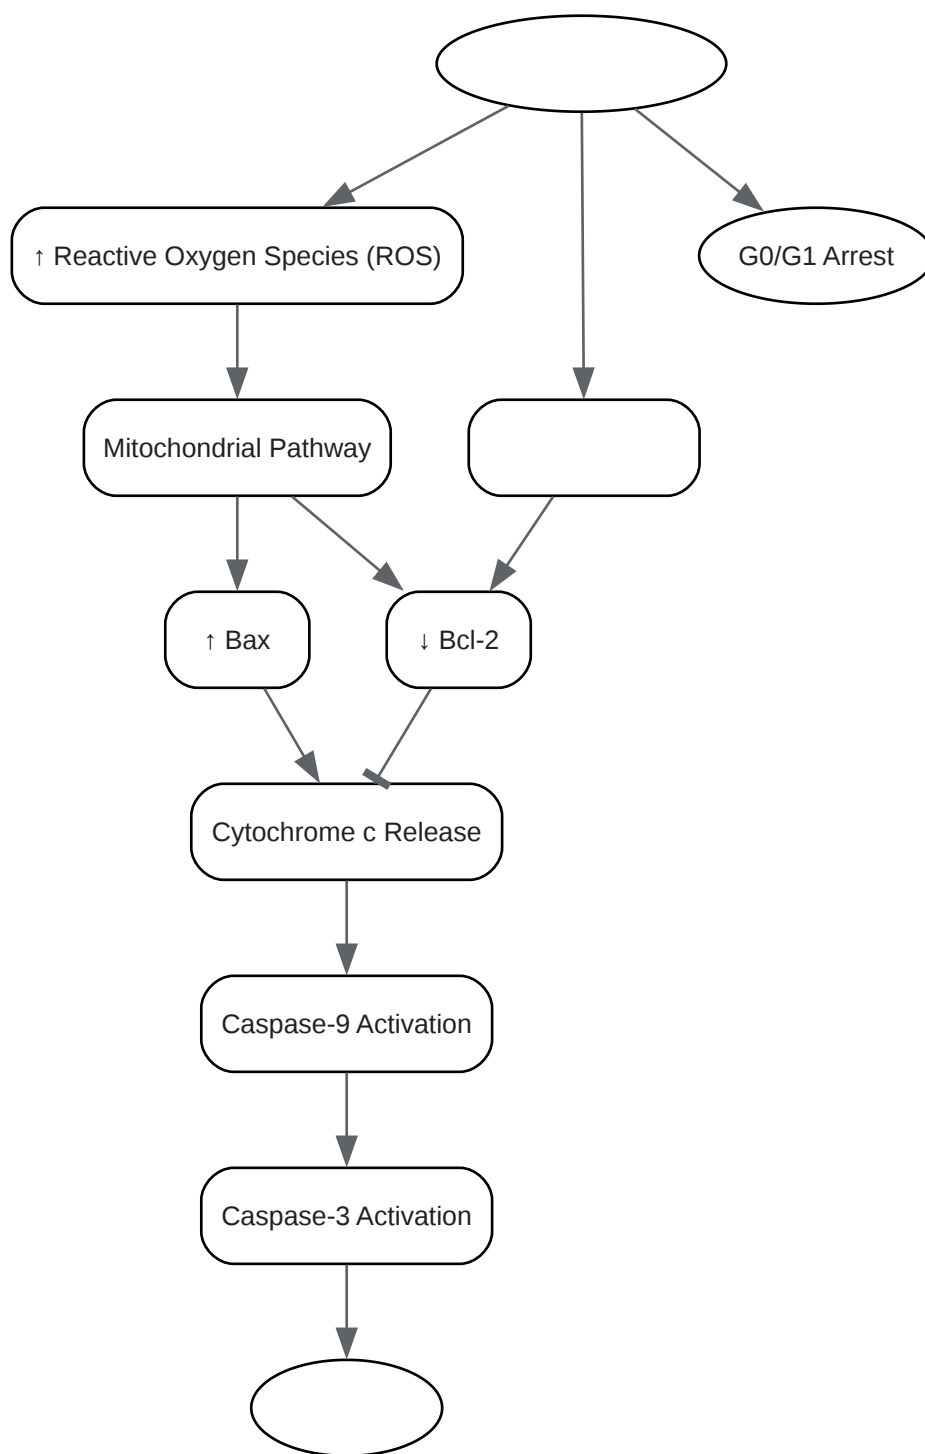 ↑ Reactive Oxygen Species (ROS)
G0/G1 Arrest
Mitochondrial Pathway
↑ Bax
↓ Bcl-2
Cytochrome c Release
Caspase-9 Activation
Caspase-3 Activation